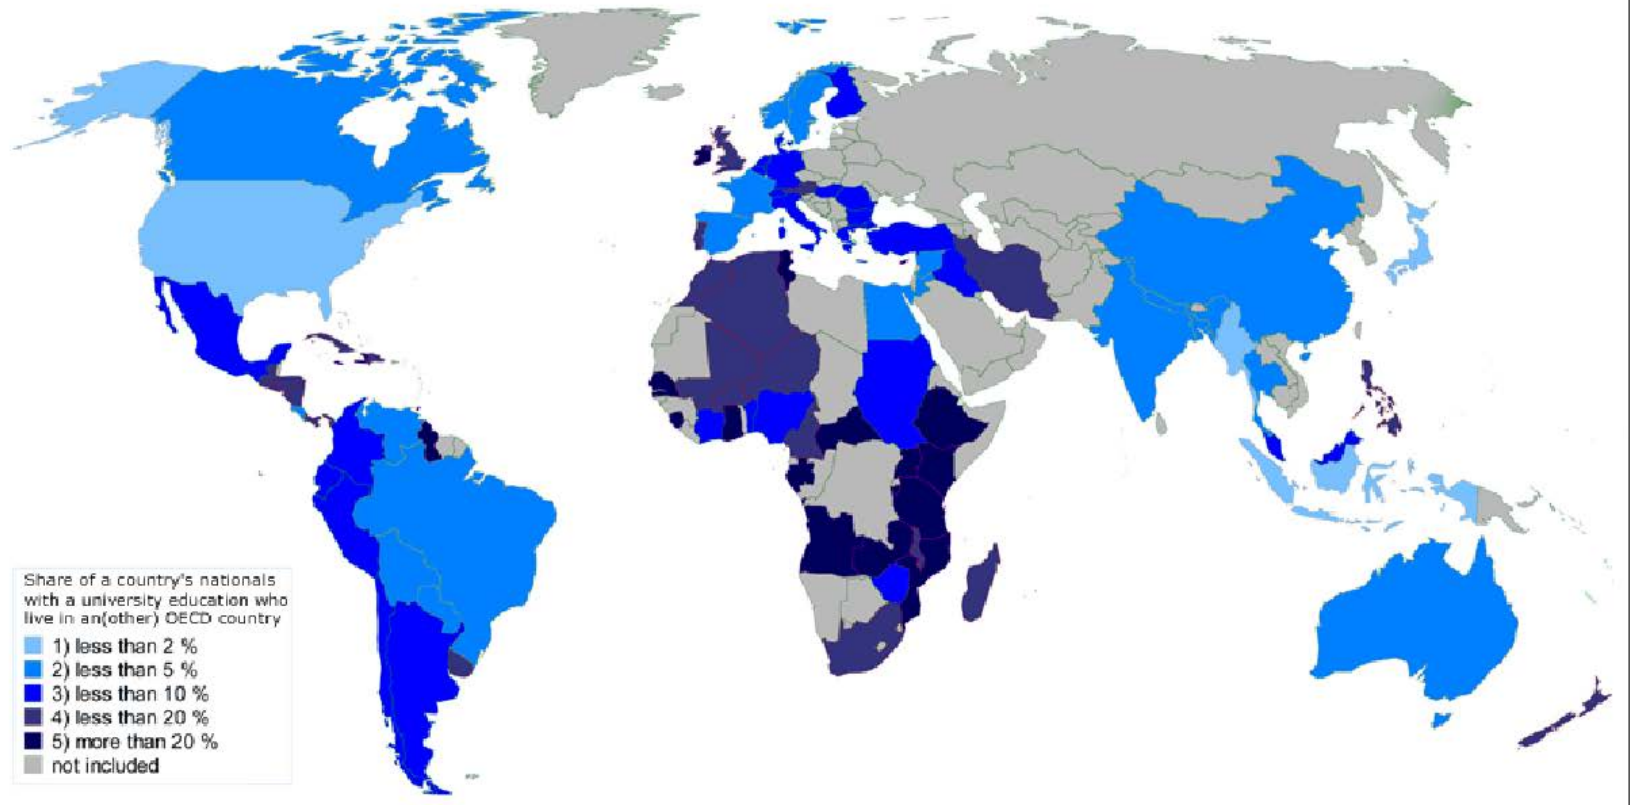 Share of a country's nationals
with a university education who
live in an(other) OECD country
1) less than 2 %
2) less than 5 %
3) less than 10 %
4) less than 20 %
5) more than 20 %
not included